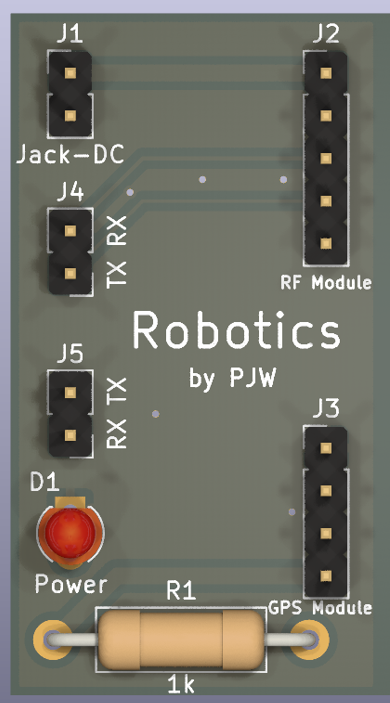 J1
J2
Jack-DC
J4
TX RX
RF Module
Robotics
by PJW
J5
RX TX
J3
D1
Power
R1
GPS Module
1k